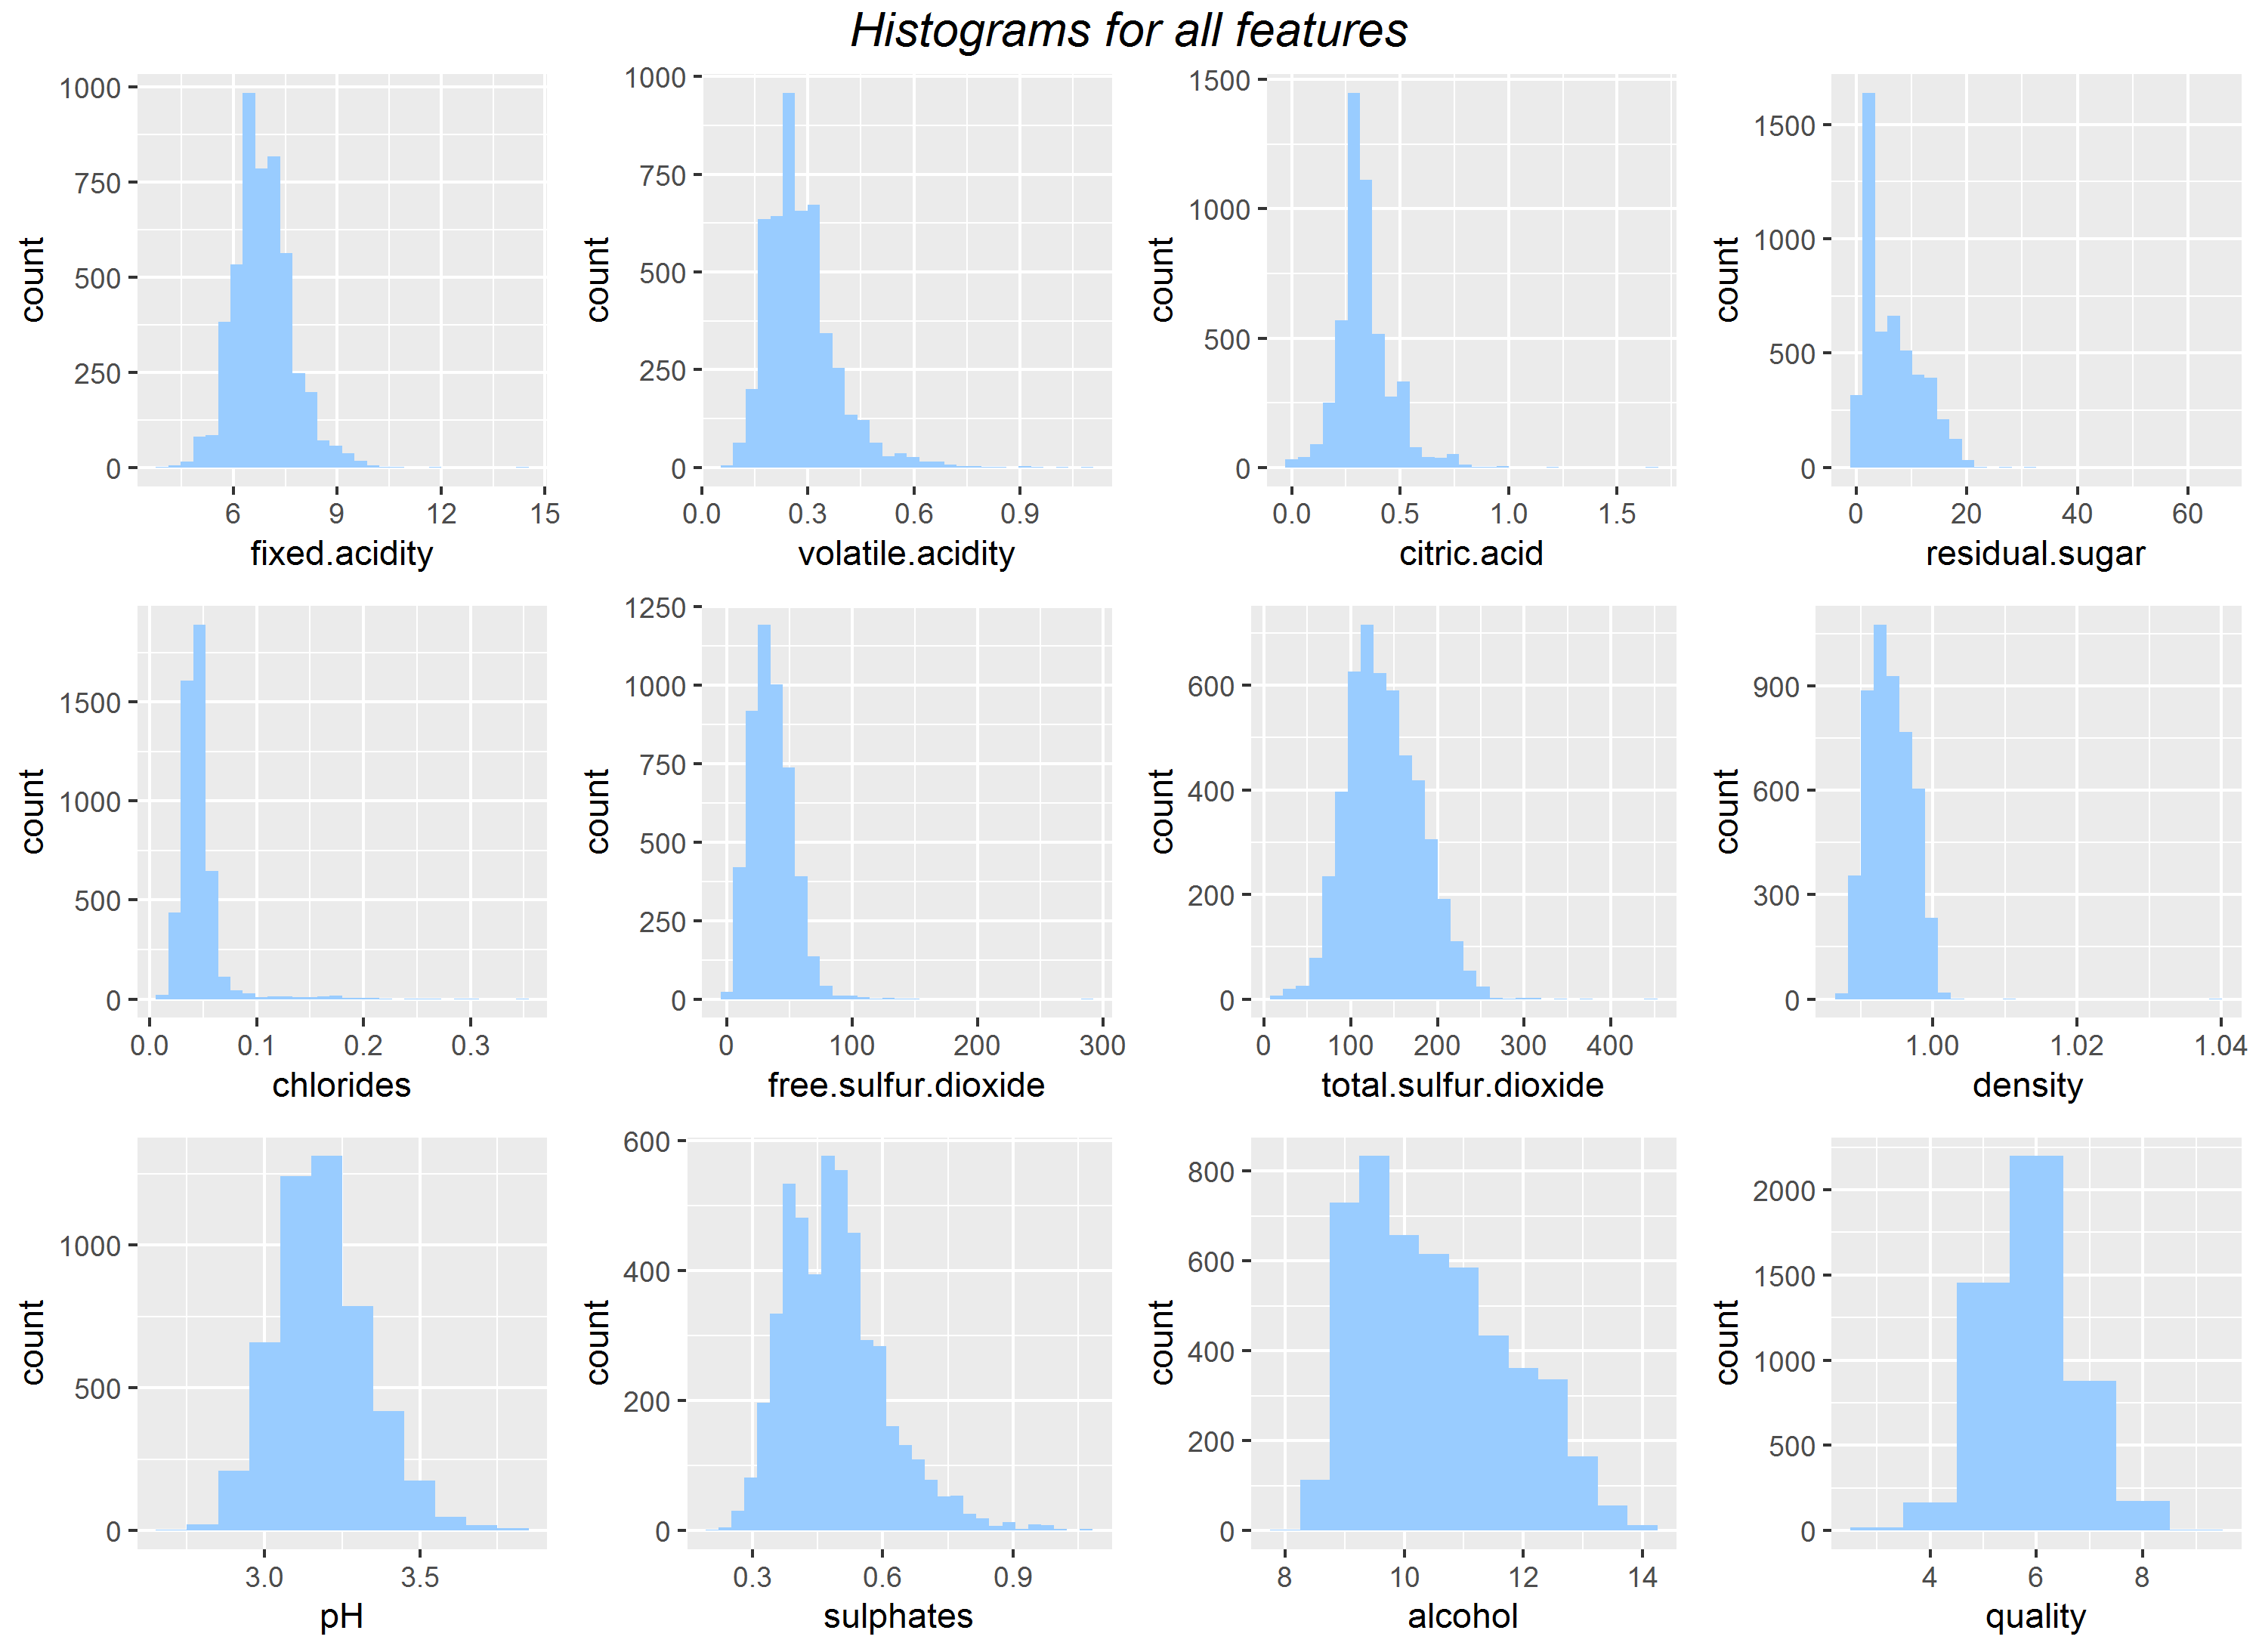 Histograms for all features
count
1000
750
500
250
0
6 9 12 15
fixed.acidity
count
1000
750
500
250
0
0.0 0.3 0.6 0.9
volatile.acidity
count
1500
1000
500
0
0.0 0.5 1.0 1.5
citric.acid
count
1500
1000
500
0
0 20 40 60
residual.sugar
count
1500
1000
500
0
0.0 0.1 0.2 0.3
chlorides
count
1250
1000
750
500
250
0
0 100 200 300
free.sulfur.dioxide
count
600
400
200
0
0 100 200 300 400
total.sulfur.dioxide
count
900
600
300
0
1.00 1.02 1.04
density
count
1000
500
0
3.0 3.5
pH
count
600
400
200
0
0.3 0.6 0.9
sulphates
count
800
600
400
200
0
8 10 12 14
alcohol
count
2000
1500
1000
500
0
4 6 8
quality